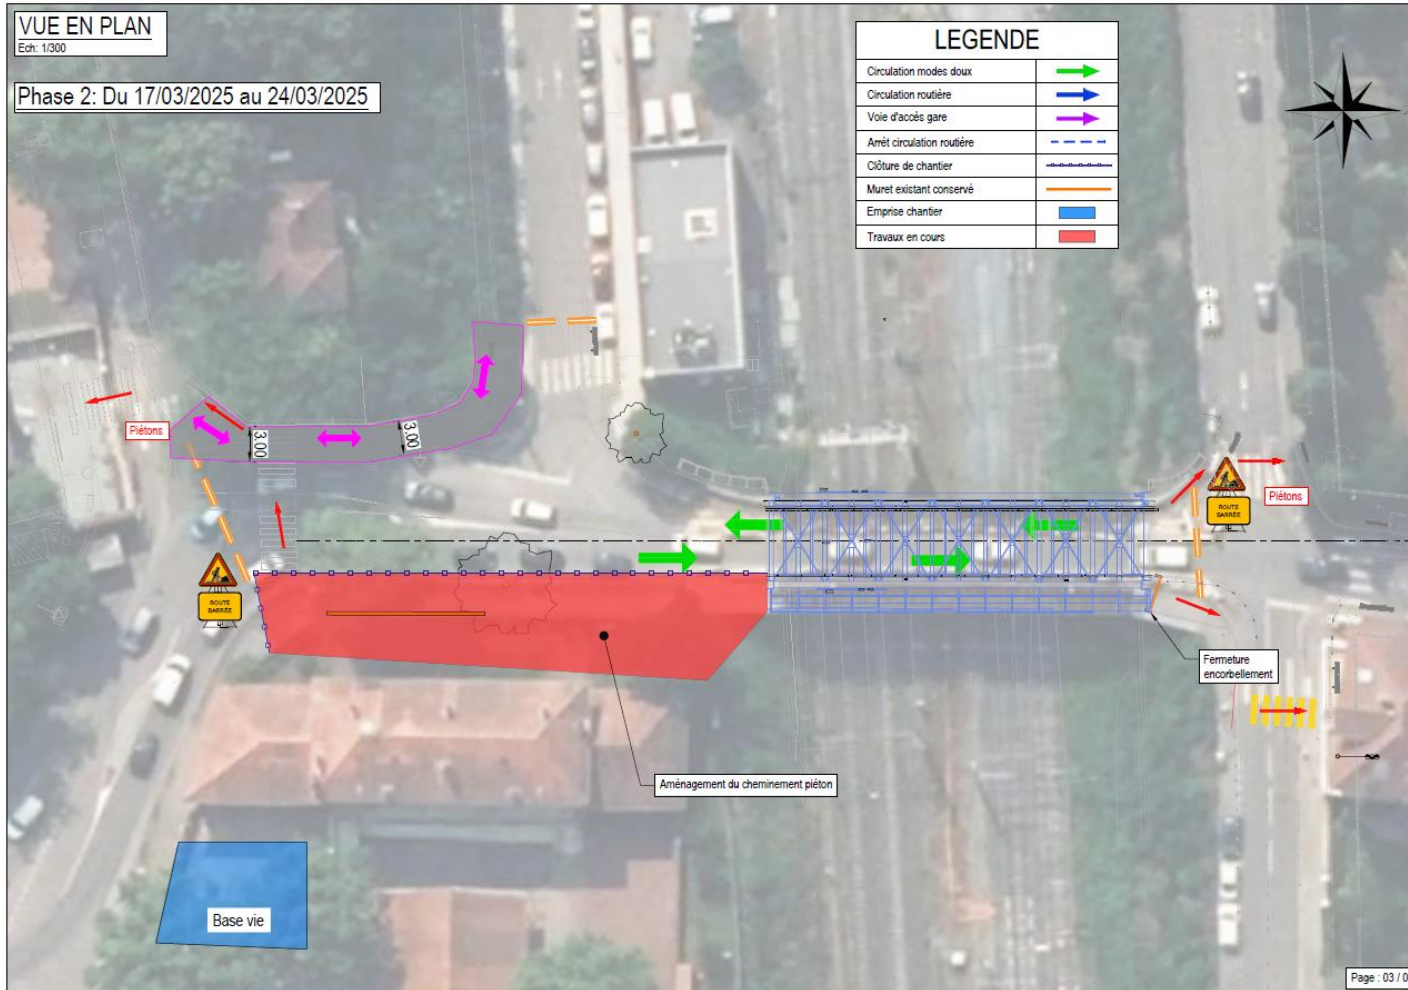 VUE EN PLAN
Ech: 1/300
Phase 2: Du 17/03/2025 au 24/03/2025
LEGENDE
Circulation modes doux
Circulation routière
Voie d'accès gare
Arrêt circulation routière
Clôture de chantier
Muret existant conservé
Emprise chantier
Travaux en cours
Piétons
3.00
3.00
Piétons
ROUTE
BARRÉE
ROUTE
BARRÉE
Fermeture
encorbellement
Aménagement du cheminement piéton
Base vie
Page : 03 / 0